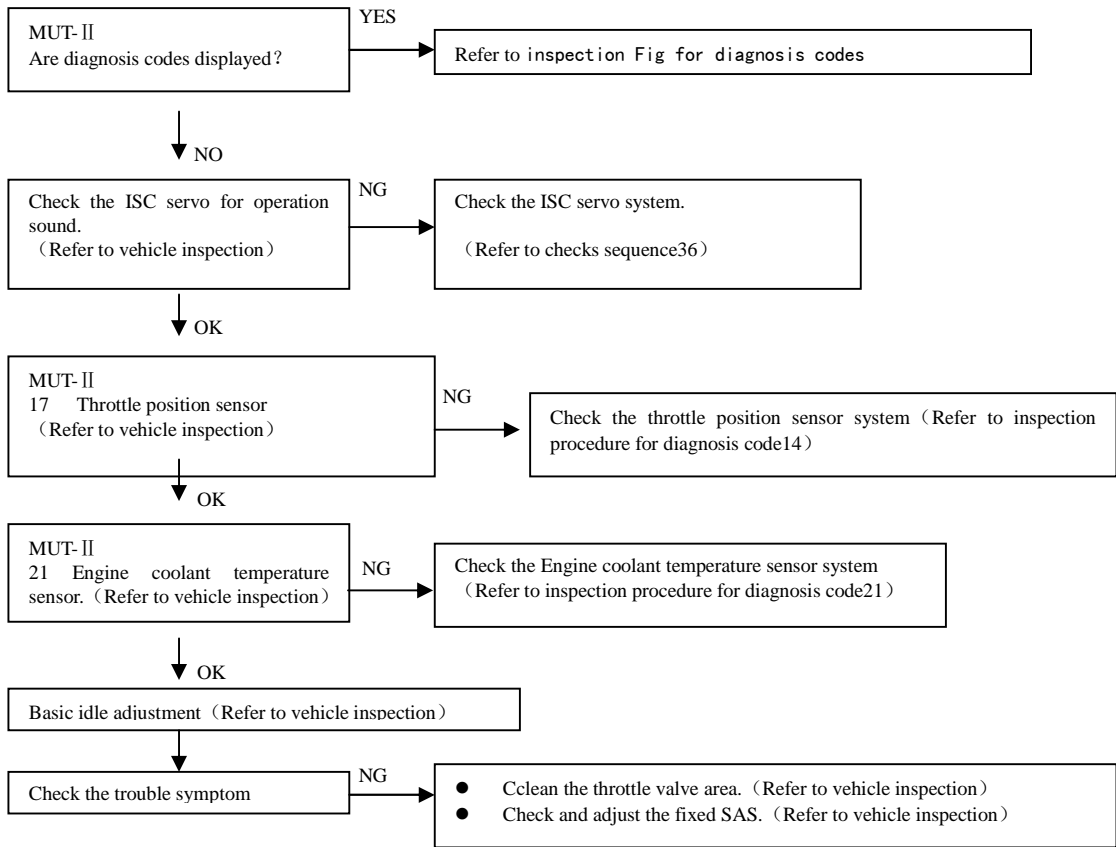 MUT-Ⅱ
Are diagnosis codes displayed？
YES
Refer to inspection Fig for diagnosis codes
NO
Check the ISC servo for operation
sound.
（Refer to vehicle inspection）
NG
Check the ISC servo system.
（Refer to checks sequence36）
OK
MUT-Ⅱ
17 Throttle position sensor
（Refer to vehicle inspection）
NG
Check the throttle position sensor system（Refer to inspection
procedure for diagnosis code14）
OK
MUT-Ⅱ
21 Engine coolant temperature
sensor.（Refer to vehicle inspection）
NG
Check the Engine coolant temperature sensor system
（Refer to inspection procedure for diagnosis code21）
OK
Basic idle adjustment（Refer to vehicle inspection）
Check the trouble symptom
NG
● Cclean the throttle valve area.（Refer to vehicle inspection）
● Check and adjust the fixed SAS.（Refer to vehicle inspection）